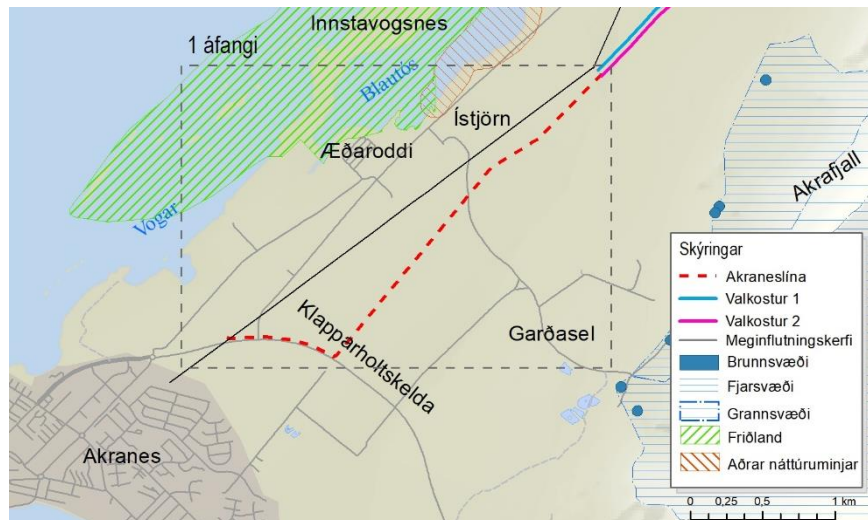 Innstavogsnes
1 áfangi
Blautós
Ístjörn
Æðaroddi
Akrafjall
Vogar
Klapparholtskelda
Garðasel
Akranes
Skýringar
Akraneslína
Valkostur 1
Valkostur 2
Meginflutningskerfi
Brunnsvæði
Fjarsvæði
Grannsvæði
Friðland
Aðrar náttúruminjar
0 0,25 0,5 1 km